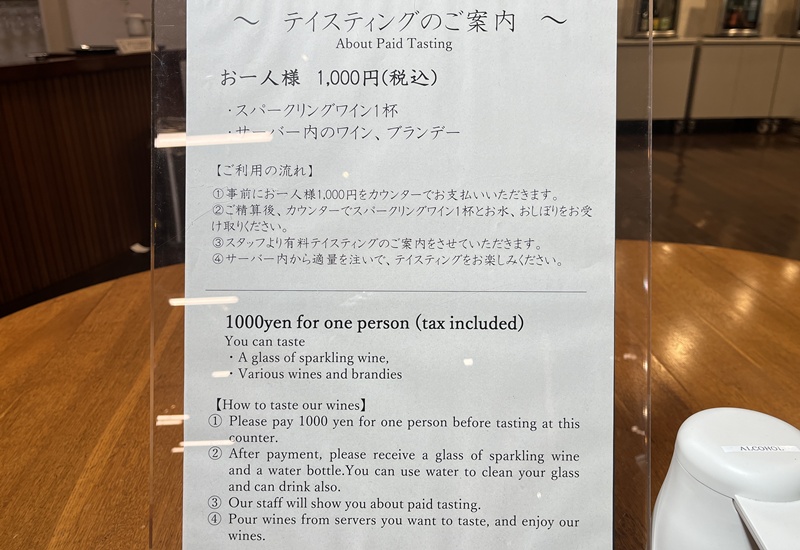 ～ テイスティングのご案内 ～
About Paid Tasting
お一人様 1,000円(税込)
・スパークリングワイン1杯
・サーバー内のワイン、ブランデー
【ご利用の流れ】
①事前にお一人様1,000円をカウンターでお支払いいただきます。
②ご精算後、カウンターでスパークリングワイン1杯とお水、おしぼりをお受
け取りください。
③スタッフより有料テイスティングのご案内をさせていただきます。
④サーバー内から適量を注いで、テイスティングをお楽しみください。
1000yen for one person (tax included)
You can taste
・A glass of sparkling wine,
・Various wines and brandies
【How to taste our wines】
① Please pay 1000 yen for one person before tasting at this
counter.
② After payment, please receive a glass of sparkling wine
and a water bottle.You can use water to clean your glass
and can drink also.
③ Our staff will show you about paid tasting.
④ Pour wines from servers you want to taste, and enjoy our
wines.
ALCOHOL